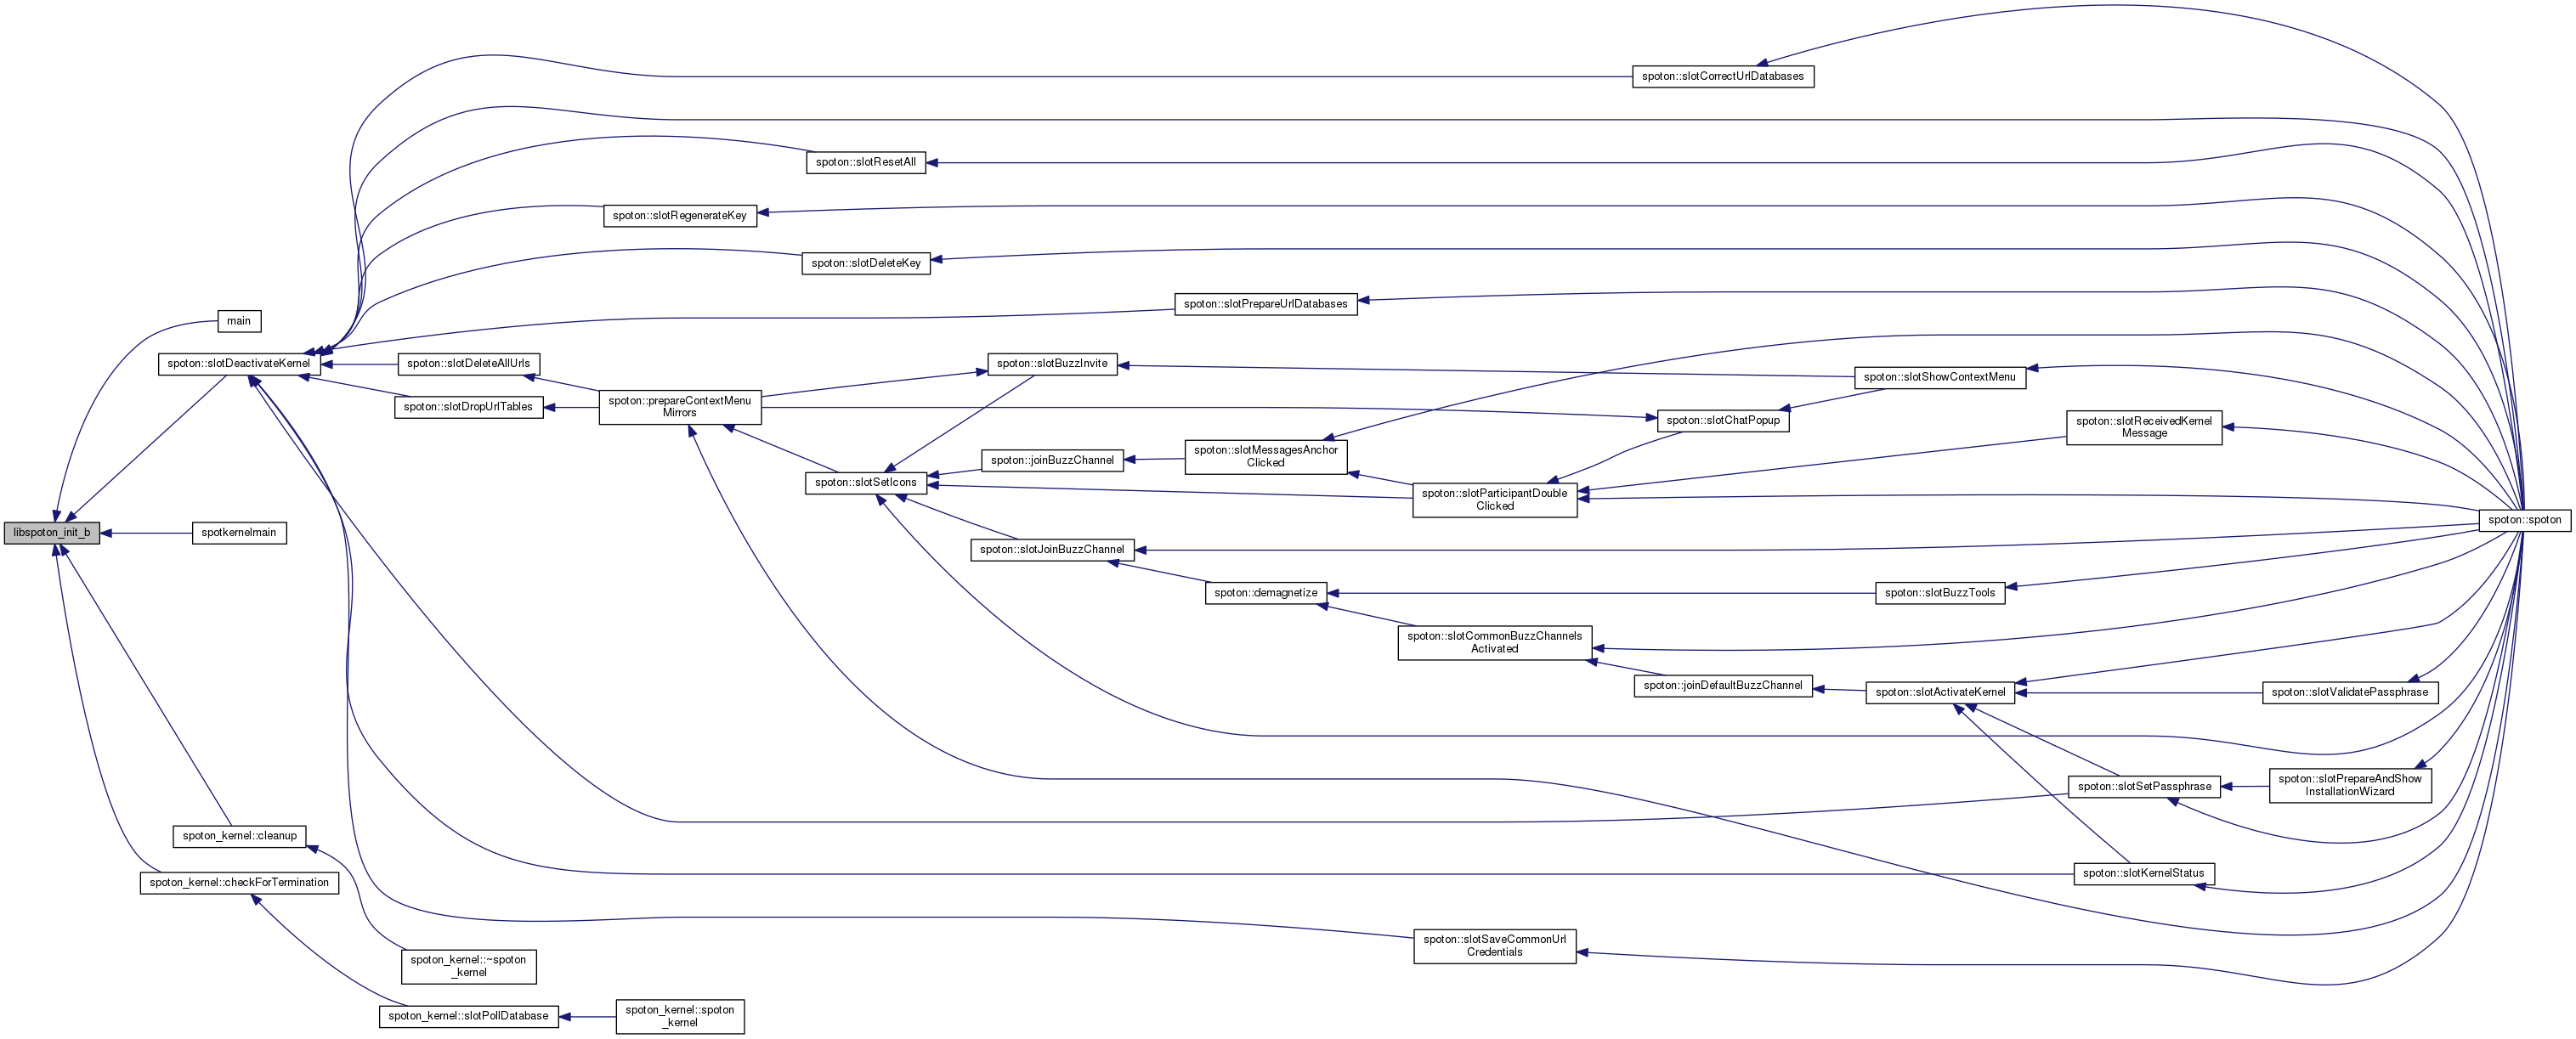 spoton::slotCorrectUrlDatabases
spoton::slotResetAll
spoton::slotRegenerateKey
spoton::slotDeleteKey
spoton::slotPrepareUrlDatabases
main
spoton::slotDeactivateKernel
spoton::slotDeleteAllUrls
spoton::slotBuzzInvite
spoton::slotShowContextMenu
spoton::prepareContextMenu
Mirrors
spoton::slotDropUrlTables
spoton::slotChatPopup
spoton::slotReceivedKernel
Message
spoton::joinBuzzChannel
spoton::slotMessagesAnchor
Clicked
spoton::slotSetIcons
spoton::slotParticipantDouble
Clicked
spoton::spoton
libspoton_init_b
spotkernelmain
spoton::slotJoinBuzzChannel
spoton::demagnetize
spoton::slotBuzzTools
spoton::slotCommonBuzzChannels
Activated
spoton::joinDefaultBuzzChannel
spoton::slotActivateKernel
spoton::slotValidatePassphrase
spoton::slotSetPassphrase
spoton::slotPrepareAndShow
InstallationWizard
spoton_kernel::cleanup
spoton_kernel::checkForTermination
spoton::slotKernelStatus
spoton::slotSaveCommonUrl
Credentials
spoton_kernel::~spoton
_kernel
spoton_kernel::slotPollDatabase
spoton_kernel::spoton
_kernel